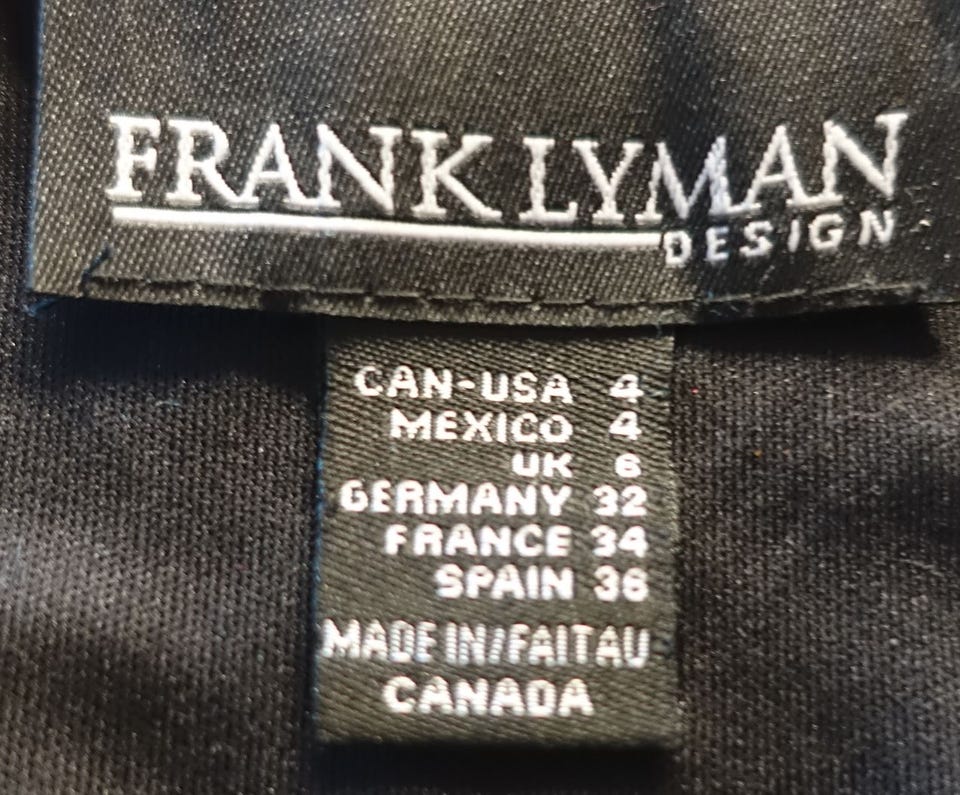 FRANK LYMAN
DESIGN
CAN-USA 4
MEXICO 4
UK 6
GERMANY 32
FRANCE 34
SPAIN 36
MADE IN/FAIT AU
CANADA